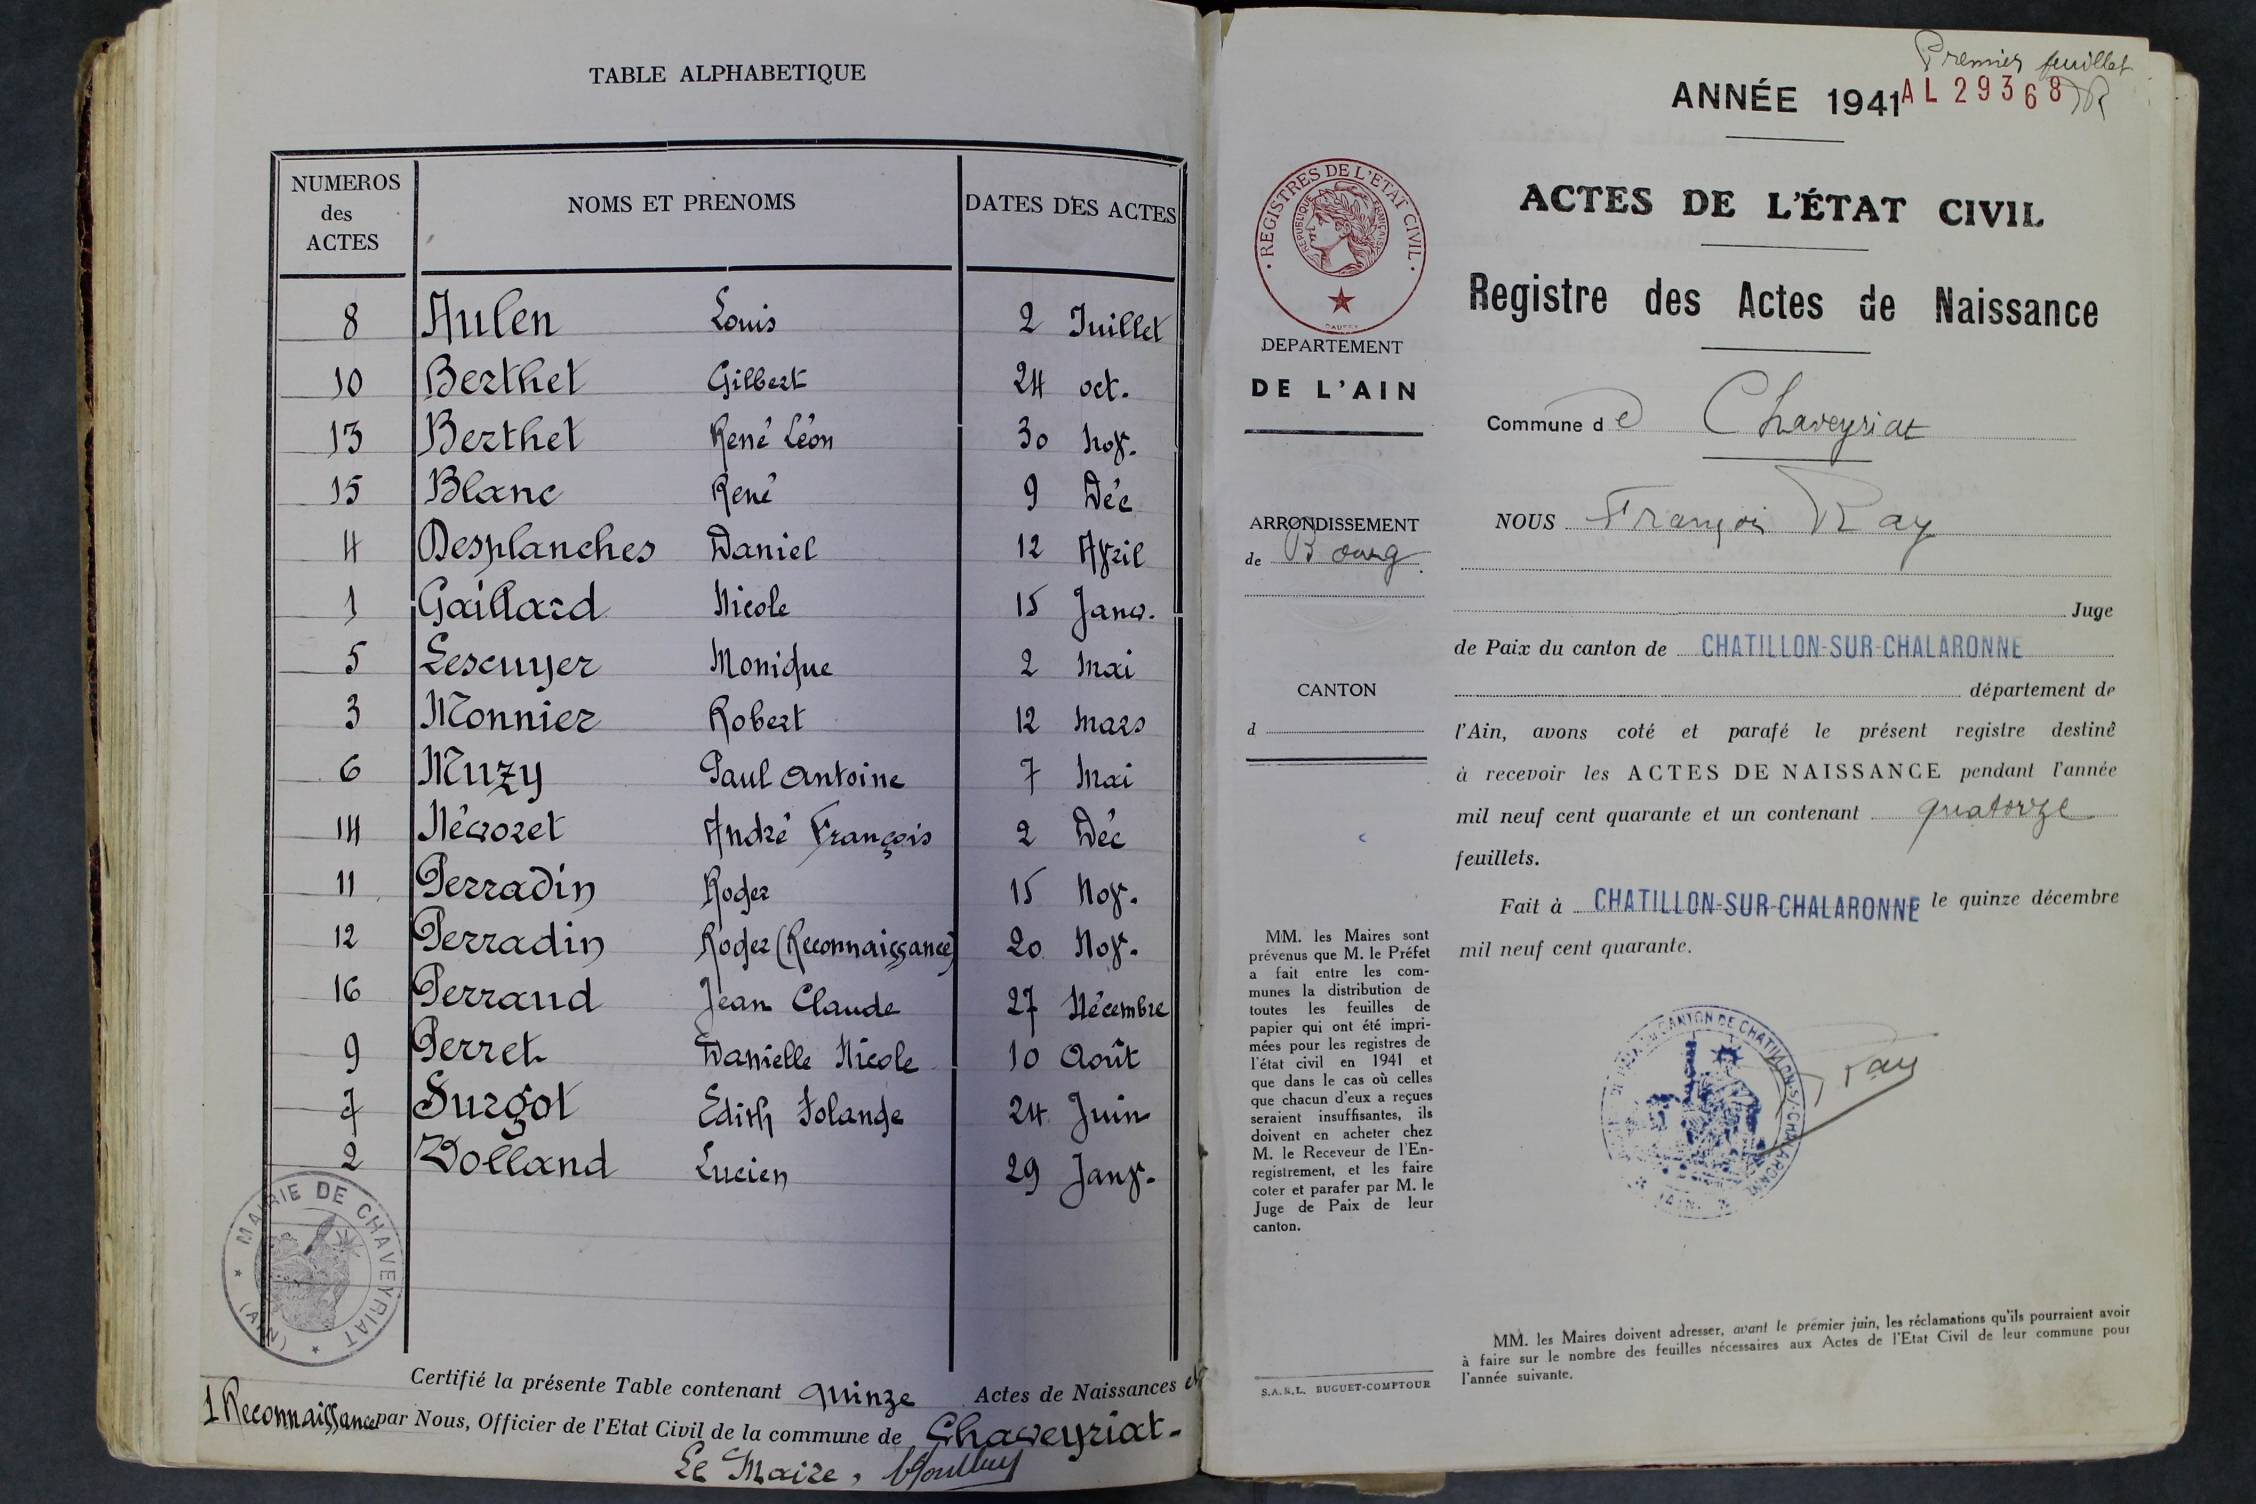 TABLE ALPHABETIQUE
NUMEROS des ACTES NOMS ET PRENOMS DATES DES ACTES
8 Aulen Louis 2 Juillet
10 Berthet Gilbert 24 oct.
13 Berthet René Léon 30 Nov.
15 Blanc René 9 Déc
4 Desplanches Daniel 12 Avril
1 Gaillard Nicole 15 Janv.
5 Lescuyer Monique 2 Mai
3 Monnier Robert 12 Mars
6 Muzy Paul Antoine 7 Mai
14 Névoret André François 2 Déc
11 Perradin Roger 15 Nov.
12 Perradin Roger (Reconnaissance) 20 Nov.
16 Perraud Jean Claude 27 Décembre
9 Perret Danielle Nicole 10 Août
7 Surgot Edith Solange 24 Juin
2 Volland Lucien 29 Janv.
MAIRIE DE CHAVEYRIAT
(AIN)
Certifié la présente Table contenant quinze Actes de Naissances et
1 Reconnaissance par Nous, Officier de l'Etat Civil de la commune de Chaveyriat-
Le Maire,
Premier feuillet
ANNÉE 1941 AL 29368
ACTES DE L'ÉTAT CIVIL
Registre des Actes de Naissance
REGISTRES DE L'ETAT CIVIL
REPUBLIQUE FRANÇAISE
DEPARTEMENT
DE L'AIN
ARRONDISSEMENT
de Bourg
CANTON
d
MM. les Maires sont
prévenus que M. le Préfet
a fait entre les com-
munes la distribution de
toutes les feuilles de
papier qui ont été impri-
mées pour les registres de
l'état civil en 1941 et
que dans le cas où celles
que chacun d'eux a reçues
seraient insuffisantes, ils
doivent en acheter chez
M. le Receveur de l'En-
registrement, et les faire
coter et parafer par M. le
Juge de Paix de leur
canton.
S.A.R.L. BUGUET-COMPTOUR
Commune de Chaveyriat
NOUS François Ray
Juge
de Paix du canton de CHATILLON-SUR-CHALARONNE
département de
l'Ain, avons coté et parafé le présent registre destiné
à recevoir les ACTES DE NAISSANCE pendant l'année
mil neuf cent quarante et un contenant quatorze
feuillets.
Fait à CHATILLON-SUR-CHALARONNE le quinze décembre
mil neuf cent quarante.
CANTON DE CHATILLON-S/-CHALARONNE
(AIN)
Ray
MM. les Maires doivent adresser, avant le premier juin, les réclamations qu'ils pourraient avoir
à faire sur le nombre des feuilles nécessaires aux Actes de l'Etat Civil de leur commune pour
l'année suivante.